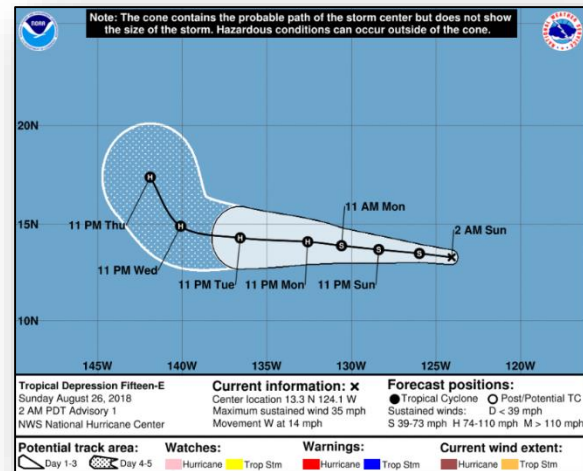 Note: The cone contains the probable path of the storm center but does not show
the size of the storm. Hazardous conditions can occur outside of the cone.
NOAA
20N
11 AM Mon
15N
2 AM Sun
H
H
H
H
S
S
S
11 PM Thu
11 PM Wed
11 PM Tue
11 PM Mon
11 PM Sun
10N
145W
140W
135W
130W
125W
120W
Tropical Depression Fifteen-E
Sunday August 26, 2018
2 AM PDT Advisory 1
NWS National Hurricane Center
Current information: ×
Center location 13.3 N 124.1 W
Maximum sustained wind 35 mph
Movement W at 14 mph
Forecast positions:
Tropical Cyclone Post/Potential TC
Sustained winds: D < 39 mph
S 39-73 mph H 74-110 mph M > 110 mph
Potential track area:
Day 1-3 Day 4-5
Watches:
Hurricane Trop Stm
Warnings:
Hurricane Trop Stm
Current wind extent:
Hurricane Trop Stm